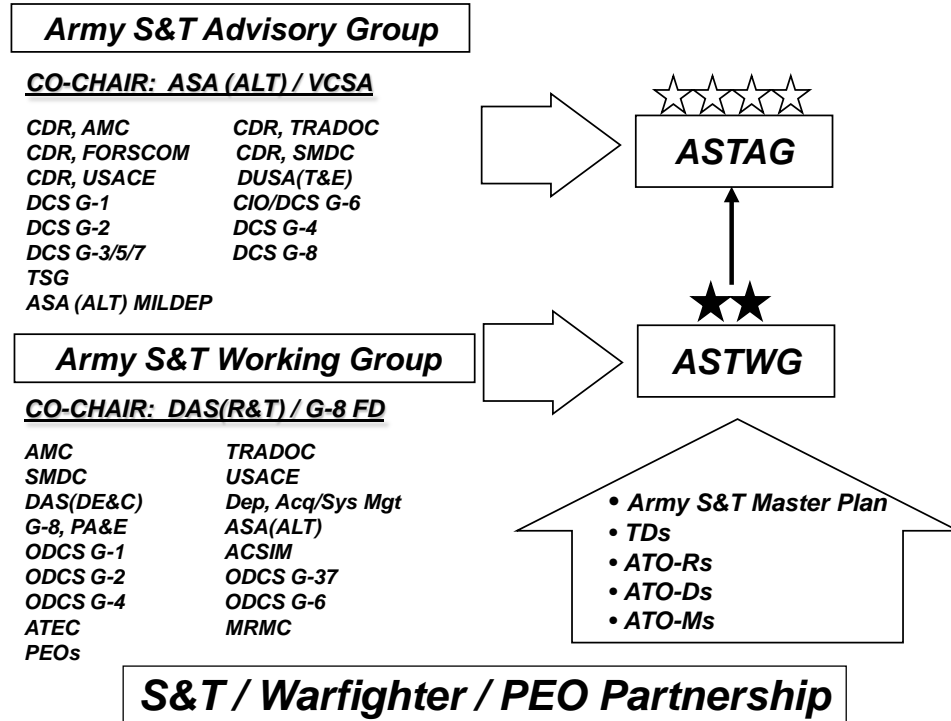 Army S&T Advisory Group
CO-CHAIR: ASA (ALT) / VCSA
CDR, AMC CDR, TRADOC
CDR, FORSCOM CDR, SMDC
CDR, USACE DUSA(T&E)
DCS G-1 CIO/DCS G-6
DCS G-2 DCS G-4
DCS G-3/5/7 DCS G-8
TSG
ASA (ALT) MILDEP
ASTAG
Army S&T Working Group
CO-CHAIR: DAS(R&T) / G-8 FD
AMC TRADOC
SMDC USACE
DAS(DE&C) Dep, Acq/Sys Mgt
G-8, PA&E ASA(ALT)
ODCS G-1 ACSIM
ODCS G-2 ODCS G-37
ODCS G-4 ODCS G-6
ATEC MRMC
PEOs
ASTWG
• Army S&T Master Plan
• TDs
• ATO-Rs
• ATO-Ds
• ATO-Ms
S&T / Warfighter / PEO Partnership